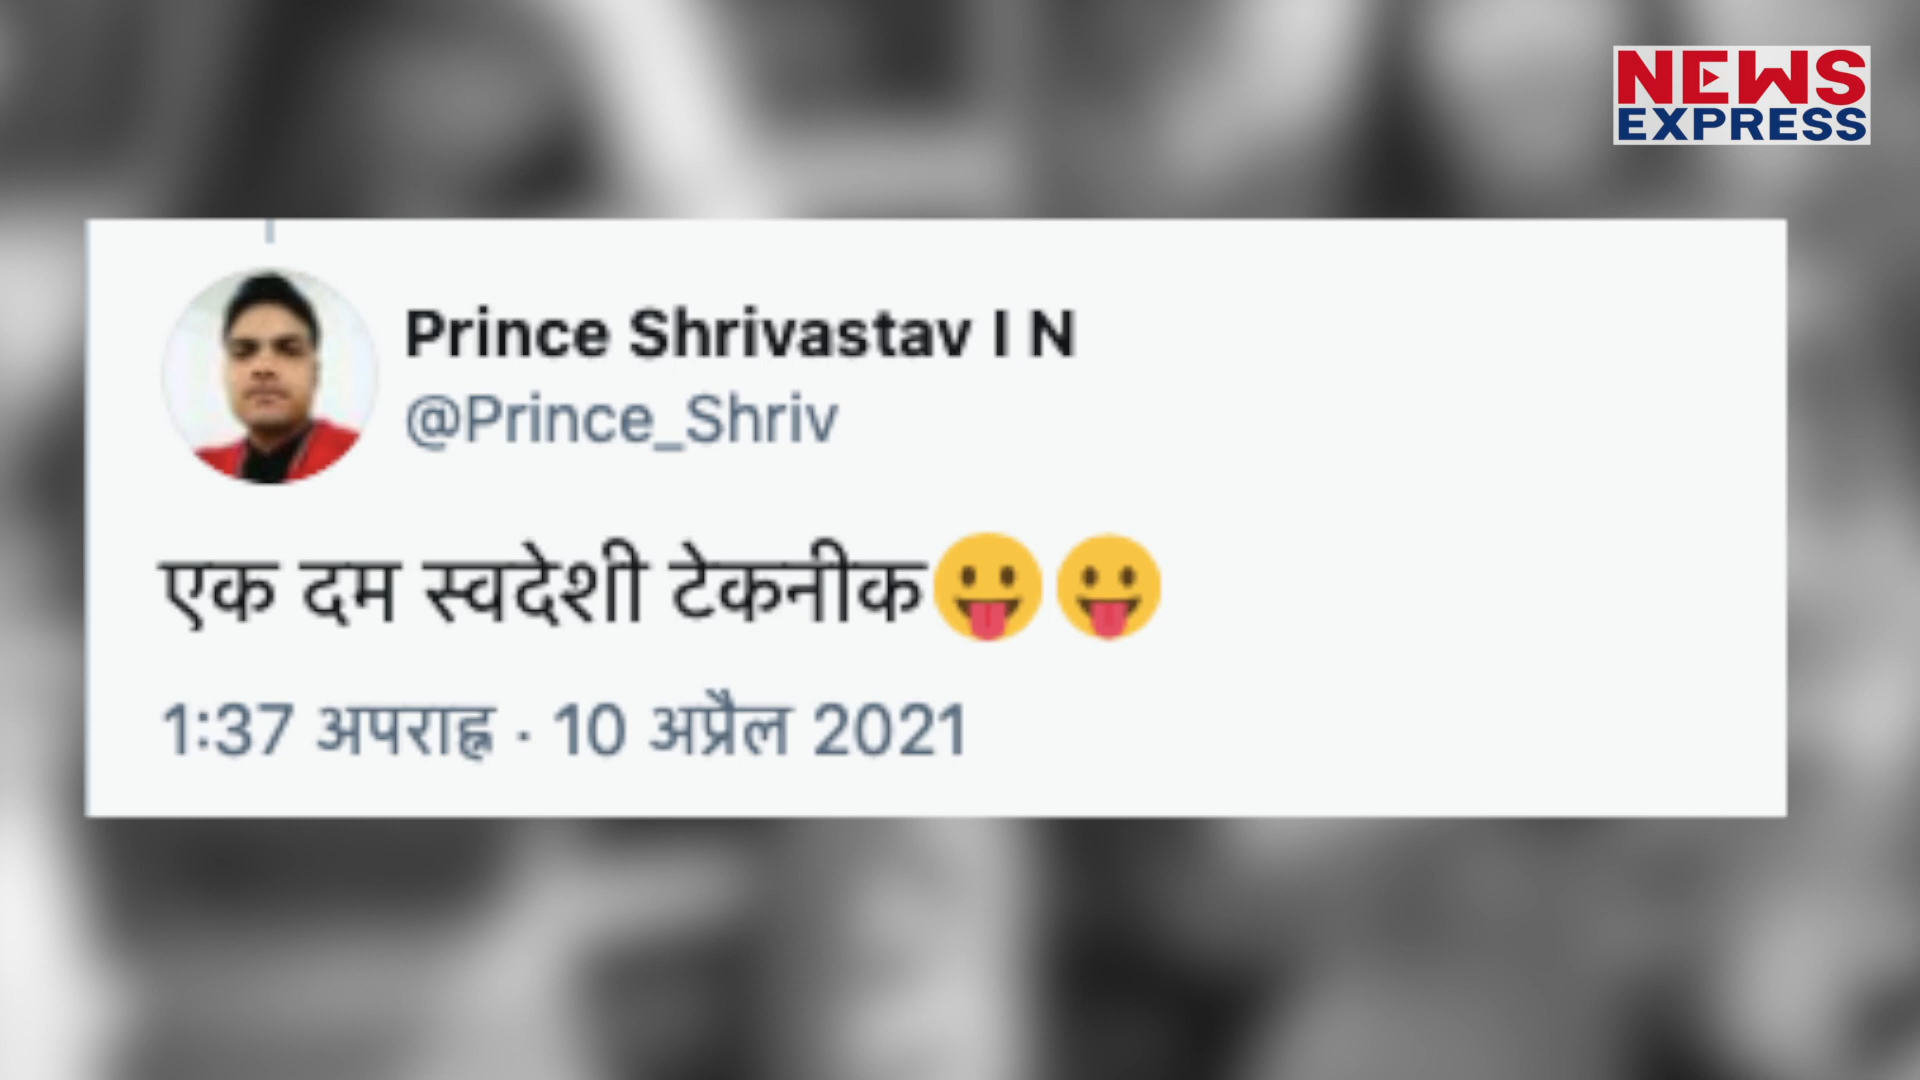 NEWS
EXPRESS
Prince Shrivastav I N
@Prince_Shriv
एक दम स्वदेशी टेकनीक😛😛
1:37 अपराह्न · 10 अप्रैल 2021